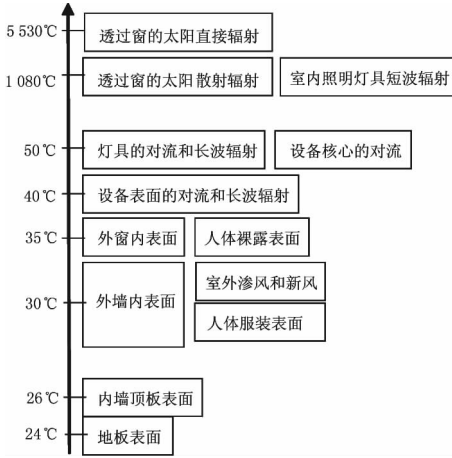 5 530℃ 透过窗的太阳直接辐射
1 080℃ 透过窗的太阳散射辐射 室内照明灯具短波辐射
50℃ 灯具的对流和长波辐射 设备核心的对流
40℃ 设备表面的对流和长波辐射
35℃ 外窗内表面 人体裸露表面
室外渗风和新风
30℃ 外墙内表面
人体服装表面
26℃ 内墙顶板表面
24℃ 地板表面